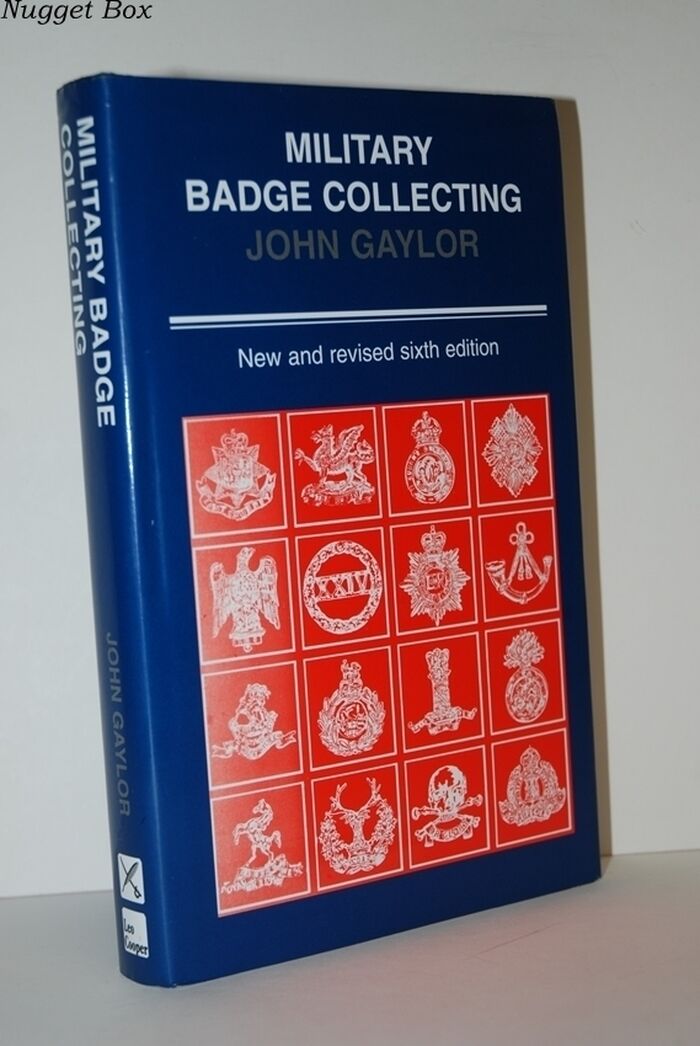 Nugget Box
MILITARY
BADGE COLLECTING
JOHN GAYLOR
New and revised sixth edition
XXIV
MILITARY BADGE
COLLECTING
JOHN GAYLOR
Leo
Cooper